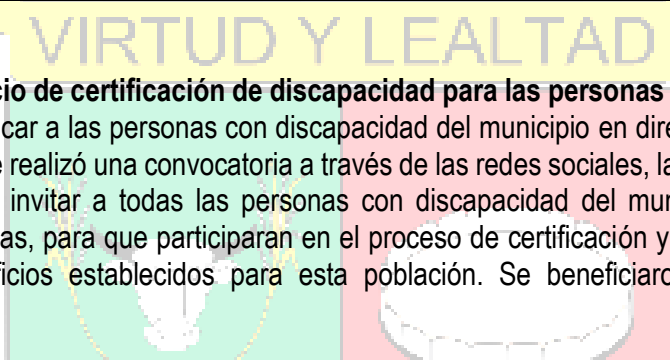 VIRTUD Y LEALTAD
cio de certificación de discapacidad para las personas
car a las personas con discapacidad del municipio en dire
e realizó una convocatoria a través de las redes sociales, la
invitar a todas las personas con discapacidad del mun
as, para que participaran en el proceso de certificación y
ficios establecidos para esta población. Se beneficiaro